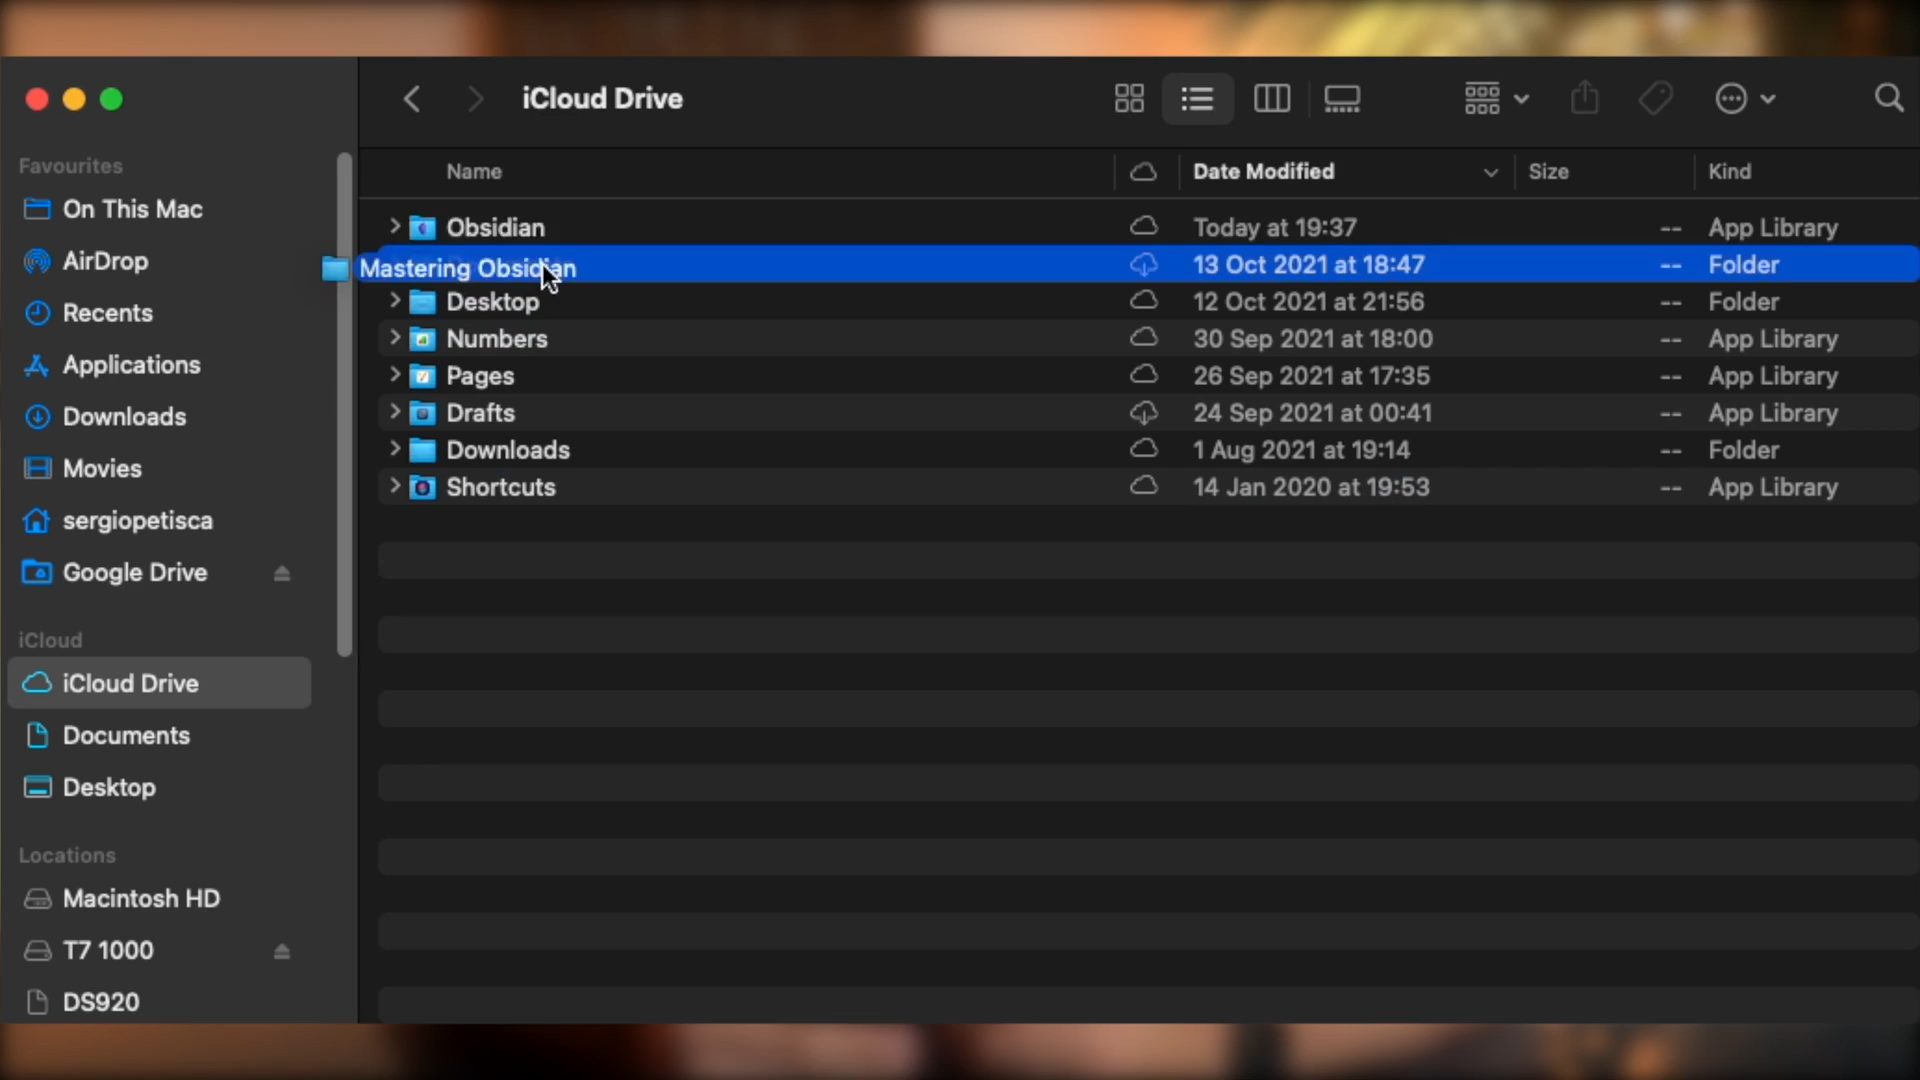 iCloud Drive
Favourites
On This Mac
AirDrop
Recents
Applications
Downloads
Movies
sergiopetisca
Google Drive
iCloud
iCloud Drive
Documents
Desktop
Locations
Macintosh HD
T7 1000
DS920
Name Date Modified Size Kind
Obsidian Today at 19:37 -- App Library
Mastering Obsidian 13 Oct 2021 at 18:47 -- Folder
Desktop 12 Oct 2021 at 21:56 -- Folder
Numbers 30 Sep 2021 at 18:00 -- App Library
Pages 26 Sep 2021 at 17:35 -- App Library
Drafts 24 Sep 2021 at 00:41 -- App Library
Downloads 1 Aug 2021 at 19:14 -- Folder
Shortcuts 14 Jan 2020 at 19:53 -- App Library